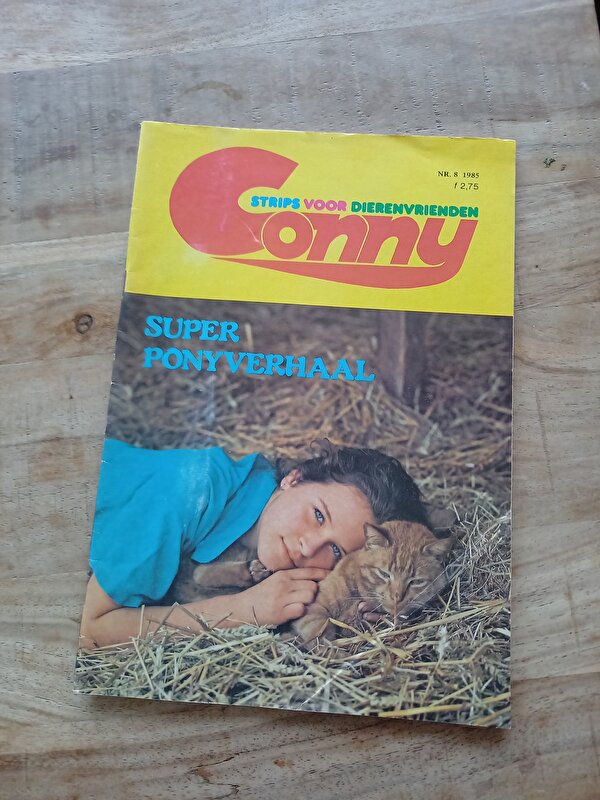 NR. 8 1985
f 2,75
STRIPS VOOR DIERENVRIENDEN
Conny
SUPER
PONYVERHAAL